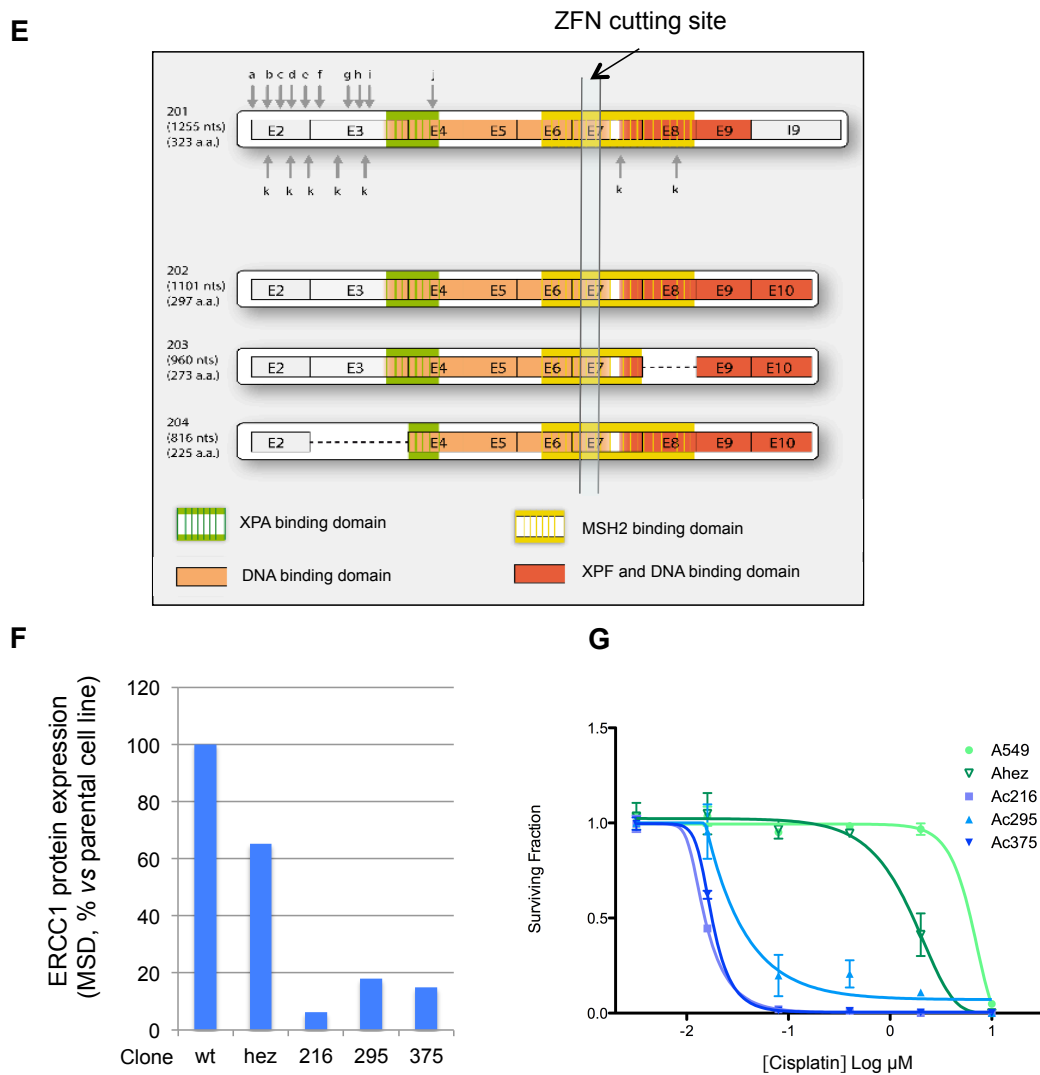 E
ZFN cutting site
a b c d e f g h i j
201
(1255 nts)
(323 a.a.)
E2 E3 E4 E5 E6 E7 E8 E9 I9
k k k k k k k
202
(1101 nts)
(297 a.a.)
E2 E3 E4 E5 E6 E7 E8 E9 E10
203
(960 nts)
(273 a.a.)
E2 E3 E4 E5 E6 E7 E9 E10
204
(816 nts)
(225 a.a.)
E2 E4 E5 E6 E7 E8 E9 E10
XPA binding domain
MSH2 binding domain
DNA binding domain
XPF and DNA binding domain
F
ERCC1 protein expression
(MSD, % vs parental cell line)
120
100
80
60
40
20
0
Clone wt hez 216 295 375
G
Surviving Fraction
1.5
1.0
0.5
0.0
-2 -1 0 1
[Cisplatin] Log µM
A549
Ahez
Ac216
Ac295
Ac375